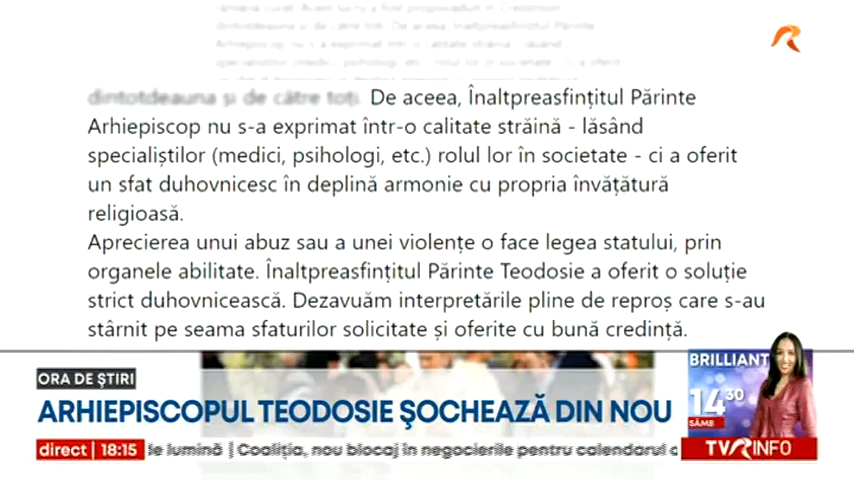 dintotdeauna și de către toți. De aceea, Înaltpreasfințitul Părinte
Arhiepiscop nu s-a exprimat într-o calitate străină - lăsând
specialiștilor (medici, psihologi, etc.) rolul lor în societate - ci a oferit
un sfat duhovnicesc în deplină armonie cu propria învățătură
religioasă.
Aprecierea unui abuz sau a unei violențe o face legea statului, prin
organele abilitate. Înaltpreasfințitul Părinte Teodosie a oferit o soluție
strict duhovnicească. Dezavuăm interpretările pline de reproș care s-au
stârnit pe seama sfaturilor solicitate și oferite cu bună credință.
BRILLIANT
14 30
SÂMB
ORA DE ŞTIRI
ARHIEPISCOPUL TEODOSIE ŞOCHEAZĂ DIN NOU
direct | 18:15 le lumină | Coaliția, nou blocaj în negocierile pentru calendarul
TVR INFO